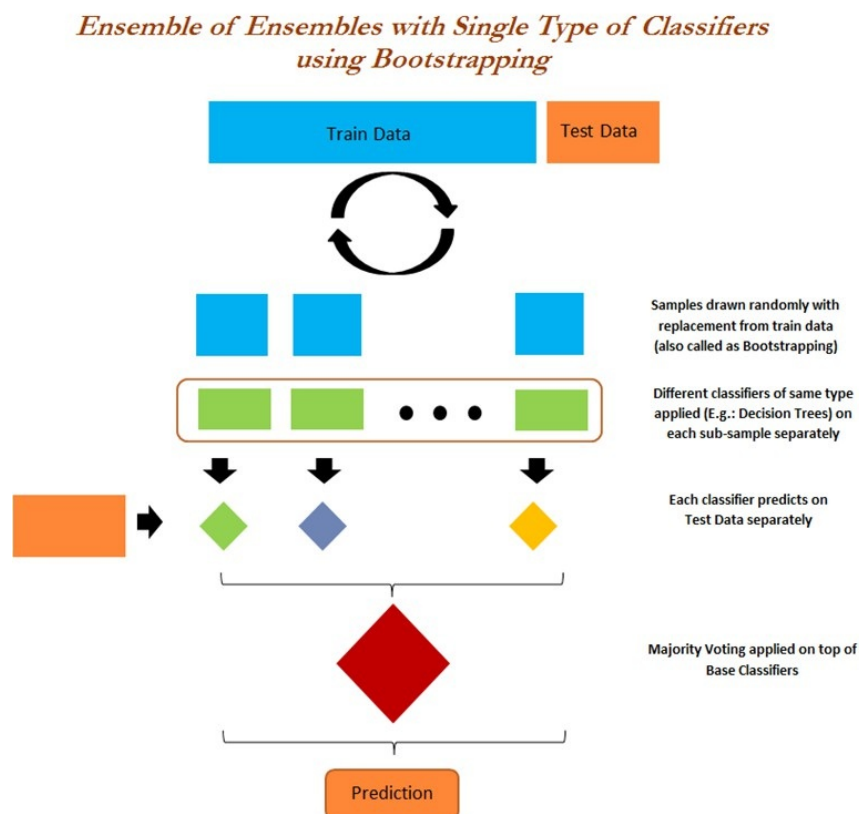 Ensemble of Ensembles with Single Type of Classifiers
using Bootstrapping
Train Data
Test Data
Samples drawn randomly with
replacement from train data
(also called as Bootstrapping)
Different classifiers of same type
applied (E.g.: Decision Trees) on
each sub-sample separately
Each classifier predicts on
Test Data separately
Majority Voting applied on top of
Base Classifiers
Prediction